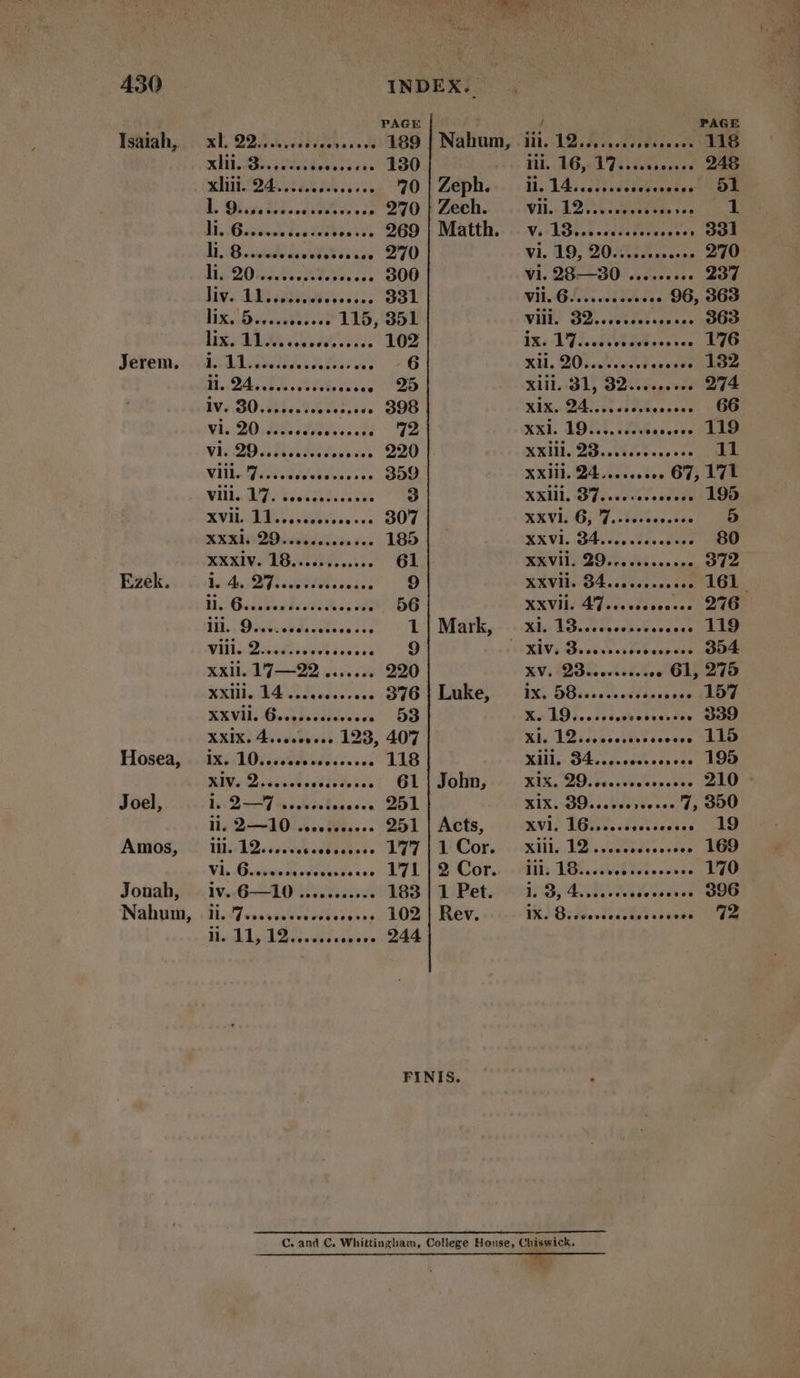 430 INDEX.
PAGE
Isaiah, xl. 22................... 189
xlii. 3................... 130
xliii. 24............... 70
l. 9..................... 270
li. 6..................... 269
li. 8..................... 270
li. 20................... 300
liv. 11................. 331
lix. 5............ 115, 351
lix. 11................. 102
Jerem. i. 11..................... 6
ii. 24................... 25
iv. 30................... 398
vi. 20................... 72
vi. 29................... 220
viii. 7................... 359
viii. 17................. 3
xvii. 11................. 307
xxxi. 29............... 185
xxxiv. 18............. 61
Ezek. i. 4, 27................. 9
ii. 6..................... 56
iii. 9..................... 1
viii. 2................... 9
xxii. 17—22 ....... 220
xxiii. 14 ............. 376
xxvii. 6............... 53
xxix. 4......... 123, 407
Hosea, ix. 10................... 118
xiv. 2................... 61
Joel, i. 2—7 ............... 251
ii. 2—10 ............. 251
Amos, iii. 12................... 177
vi. 6..................... 171
Jonah, iv. 6—10 ............. 183
Nahum, ii. 7..................... 102
ii. 11, 12............. 244
PAGE
Nahum, iii. 12................... 118
iii. 16, 17............. 248
Zeph. ii. 14................... 51
Zech. vii. 12................. 1
Matth. v. 13................... 331
vi. 19, 20............. 270
vi. 28—30 ......... 237
vii. 6............. 96, 363
viii. 32............... 363
ix. 17................... 176
xii. 20................. 132
xiii. 31, 32......... 274
xix. 24............... 66
xxi. 19............... 119
xxiii. 23............. 11
xxiii. 24......... 67, 171
xxiii. 37............. 195
xxvi. 6, 7............. 5
xxvi. 34............. 80
xxvii. 29............. 372
xxvii. 34............. 161
xxvii. 47............. 276
Mark, xi. 13................. 119
xiv. 3................... 354
xv. 23............. 61, 275
Luke, ix. 58................. 157
x. 19................... 339
xi. 12................. 115
xiii. 34............... 195
John, xix. 29............... 210
xix. 39............. 7, 350
Acts, xvi. 16............... 19
1 Cor. xiii. 12 ............. 169
2 Cor. iii. 18................. 170
1 Pet. i. 3, 4................. 396
Rev. ix. 8................... 72
FINIS.
C. and C. Whittingham, College House, Chiswick.